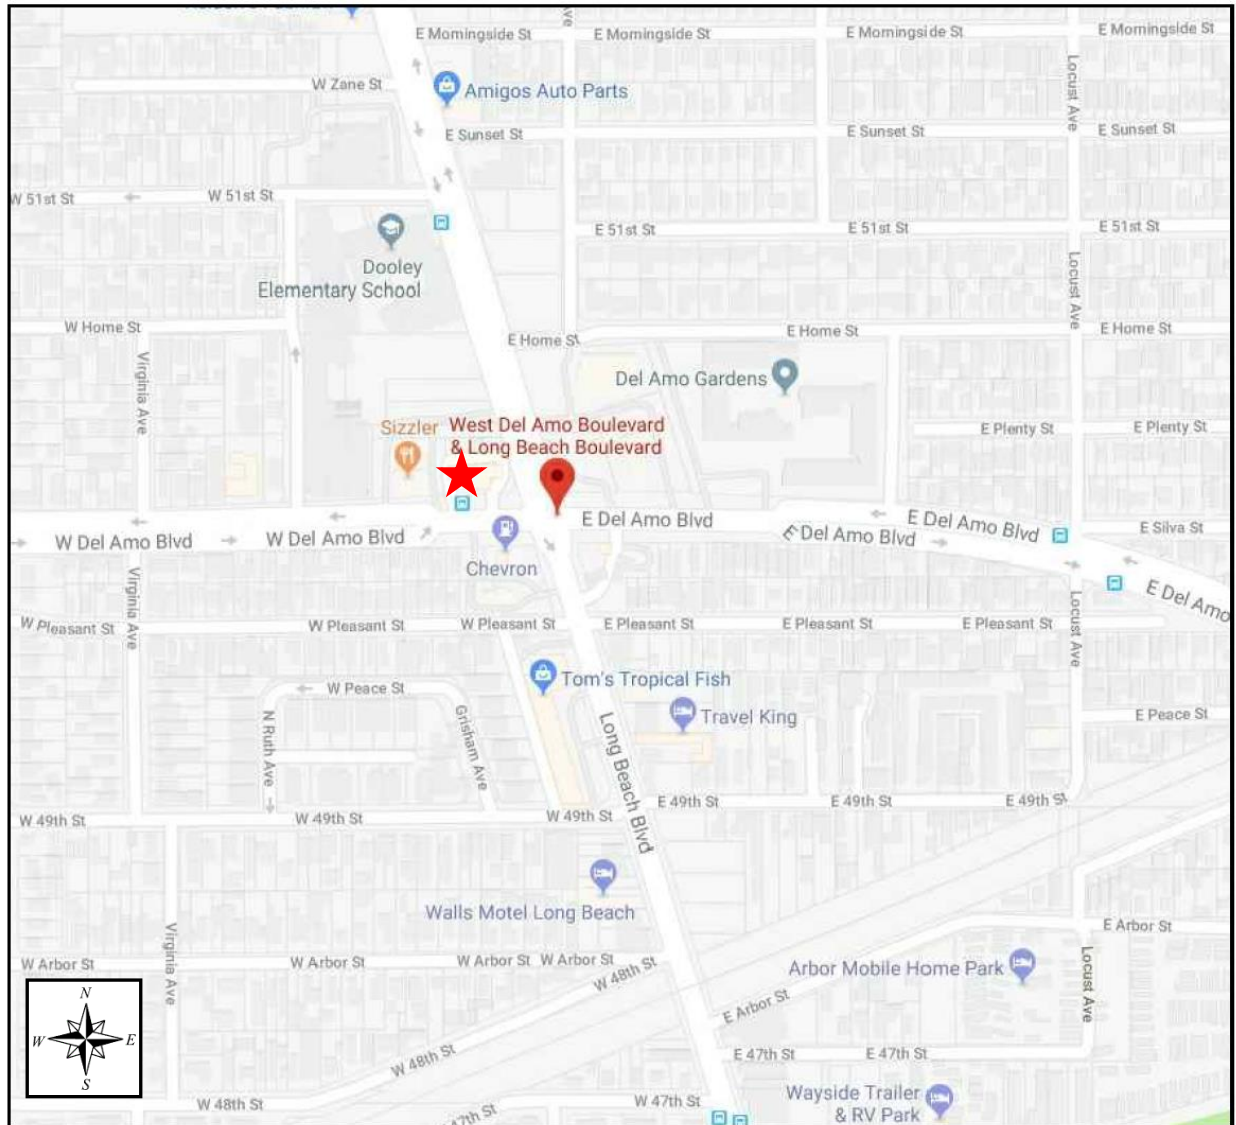 E Morningside St
E Morningside St
E Morningside St
E Morningside St
W Zane St
Amigos Auto Parts
Locust Ave
E Sunset St
E Sunset St
E Sunset St
W 51st St
W 51st St
E 51st St
E 51st St
E 51st St
Dooley
Elementary School
Locust Ave
W Home St
E Home St
E Home St
E Home St
Virginia Ave
Del Amo Gardens
Sizzler
West Del Amo Boulevard
& Long Beach Boulevard
E Plenty St
E Plenty St
W Del Amo Blvd
W Del Amo Blvd
E Del Amo Blvd
E Del Amo Blvd
E Del Amo Blvd
E Silva St
Chevron
Virginia Ave
E Del Amo
W Pleasant St
W Pleasant St
W Pleasant St
E Pleasant St
E Pleasant St
E Pleasant St
Locust Ave
W Peace St
Tom's Tropical Fish
N Ruth Ave
Grisham Ave
Long Beach Blvd
Travel King
E Peace St
W 49th St
W 49th St
W 49th St
E 49th St
E 49th St
E 49th St
Walls Motel Long Beach
Virginia Ave
E Arbor St
W Arbor St
W Arbor St
W Arbor St
W Arbor St
W 48th St
Arbor Mobile Home Park
Locust Ave
N
W
E
S
E Arbor St
W 48th St
E 47th St
E 47th St
W 48th St
47th St
W 47th St
Wayside Trailer
& RV Park